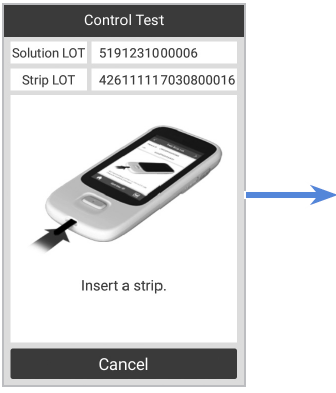 Control Test
Solution LOT 5191231000006
Strip LOT 426111117030800016
Insert a strip.
Cancel